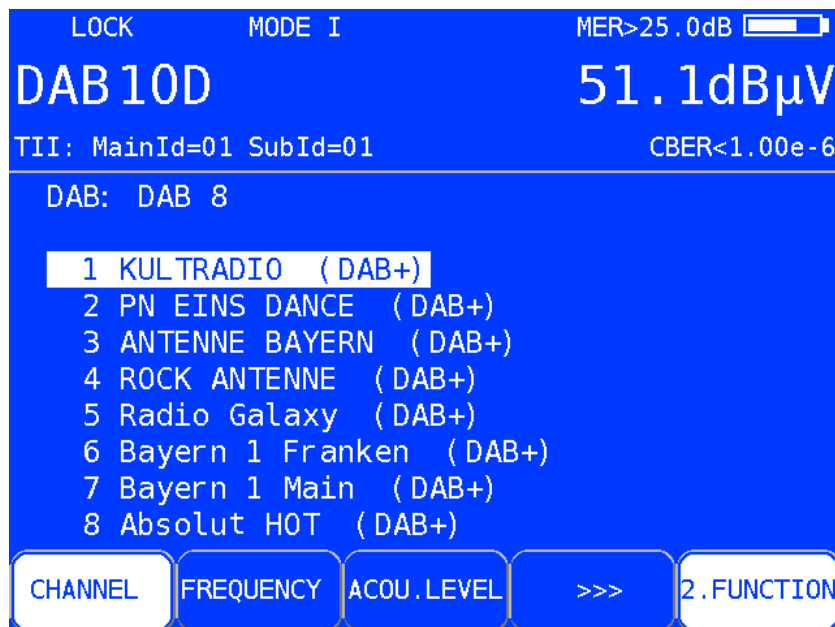 LOCK MODE I MER>25.0dB
DAB10D 51.1dBµV
TII: MainId=01 SubId=01 CBER<1.00e-6
DAB: DAB 8
1 KULTRADIO (DAB+)
2 PN EINS DANCE (DAB+)
3 ANTENNE BAYERN (DAB+)
4 ROCK ANTENNE (DAB+)
5 Radio Galaxy (DAB+)
6 Bayern 1 Franken (DAB+)
7 Bayern 1 Main (DAB+)
8 Absolut HOT (DAB+)
CHANNEL FREQUENCY ACOU.LEVEL >>> 2.FUNCTION